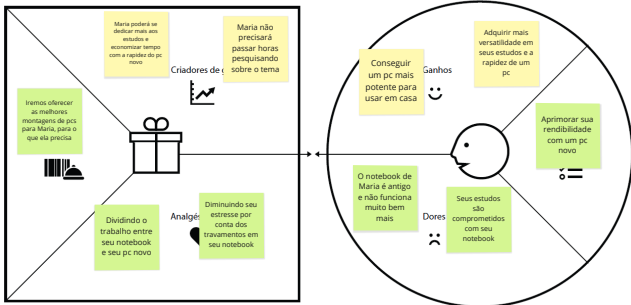 Maria poderá se
dedicar mais aos
estudos e
economizar tempo
com a rapidez do pc
novo
Criadores de g
Maria não
precisará
passar horas
pesquisando
sobre o tema
Iremos oferecer
as melhores
montagens de pcs
para Maria, para o
que ela precisa
Dividindo o
trabalho entre
seu notebook
e seu pc novo
Analgés
Diminuindo seu
estresse por
conta dos
travamentos em
seu notebook
Conseguir
um pc mais
potente para
usar em casa
Ganhos
Adquirir mais
versatilidade em
seus estudos e a
rapidez de um
pc
Aprimorar sua
rendibilidade
com um pc
novo
O notebook de
Maria é antigo
e não funciona
muito bem
mais
Dores
Seus estudos
são
comprometidos
com seu
notebook